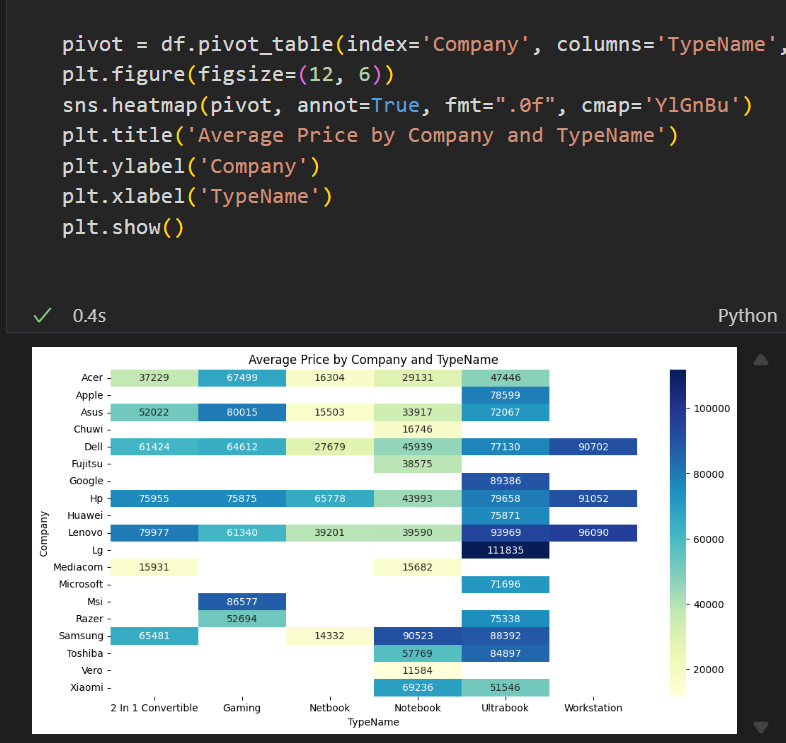 pivot = df.pivot_table(index='Company', columns='TypeName',
plt.figure(figsize=(12, 6))
sns.heatmap(pivot, annot=True, fmt=".0f", cmap='YlGnBu')
plt.title('Average Price by Company and TypeName')
plt.ylabel('Company')
plt.xlabel('TypeName')
plt.show()
0.4s Python
Average Price by Company and TypeName
Acer 37229 67499 16304 29131 47446
Apple 78599
100000
Asus 52022 80015 15503 33917 72067
Chuwi 16746
Dell 61424 64612 27679 45939 77130 90702
Fujitsu 38575
80000
Google 89386
Hp 75955 75875 65778 43993 79658 91052
Huawei 75871
Company
Lenovo 79977 61340 39201 39590 93969 96090
60000
Lg 111835
Mediacom 15931 15682
Microsoft 71696
Msi 86577
40000
Razer 52694 75338
Samsung 65481 14332 90523 88392
Toshiba 57769 84897
20000
Vero 11584
Xiaomi 69236 51546
2 In 1 Convertible Gaming Netbook Notebook Ultrabook Workstation
TypeName